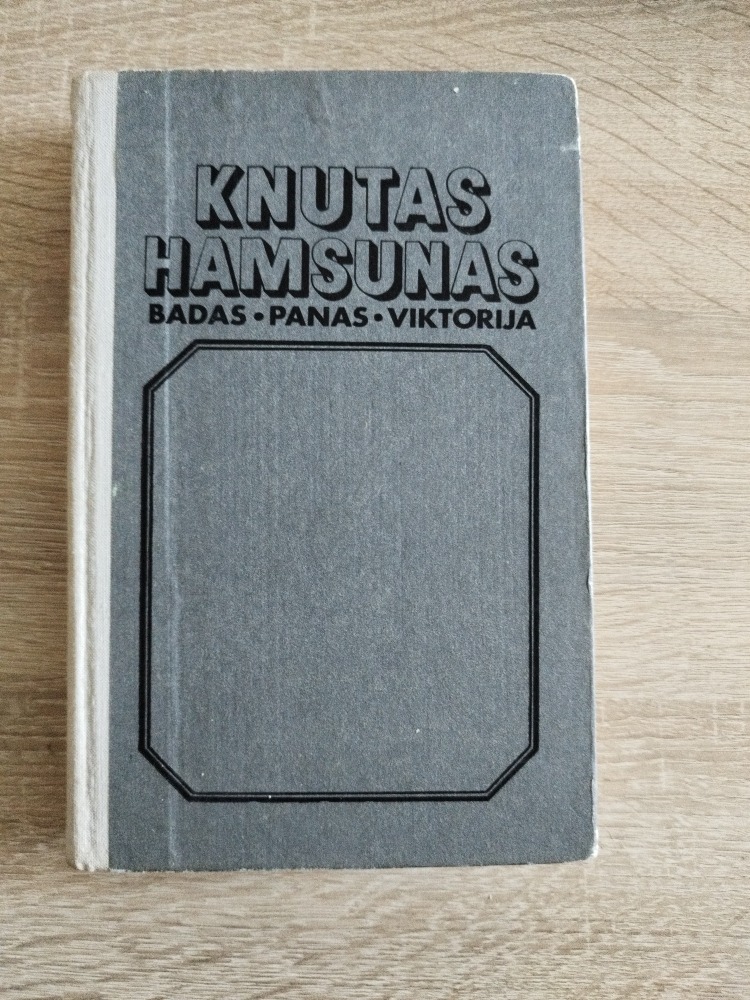 KNUTAS
HAMSUNAS
BADAS • PANAS • VIKTORIJA